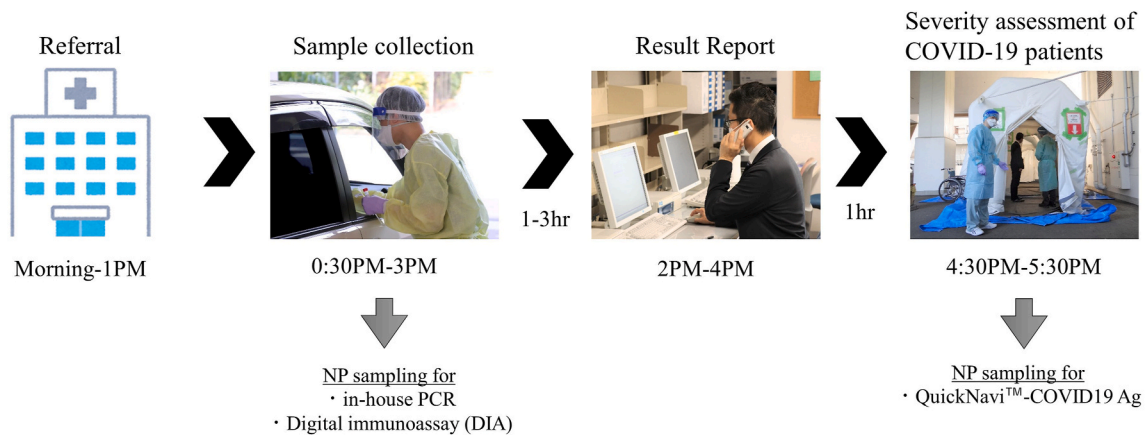 Referral
Sample collection
Result Report
Severity assessment of
COVID-19 patients
1-3hr
1hr
Morning-1PM
0:30PM-3PM
2PM-4PM
4:30PM-5:30PM
NP sampling for
・in-house PCR
・Digital immunoassay (DIA)
NP sampling for
・QuickNavi™-COVID19 Ag